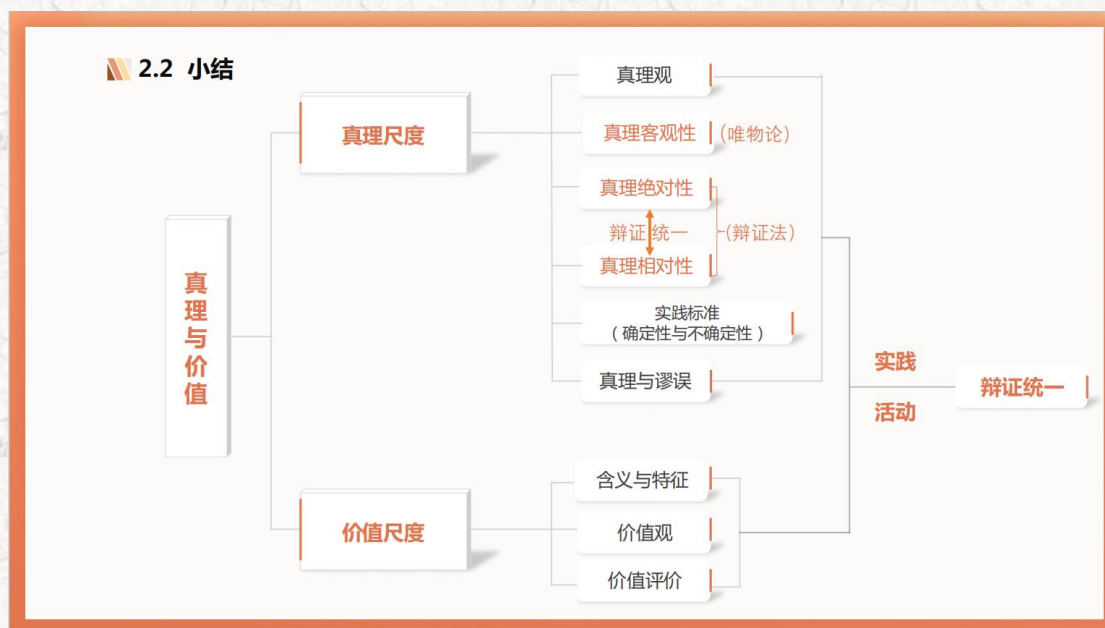 2.2 小结
真理与价值
真理尺度
真理观
真理客观性
（唯物论）
真理绝对性
辩证统一
（辩证法）
真理相对性
实践标准
（确定性与不确定性）
真理与谬误
价值尺度
含义与特征
价值观
价值评价
实践
活动
辩证统一